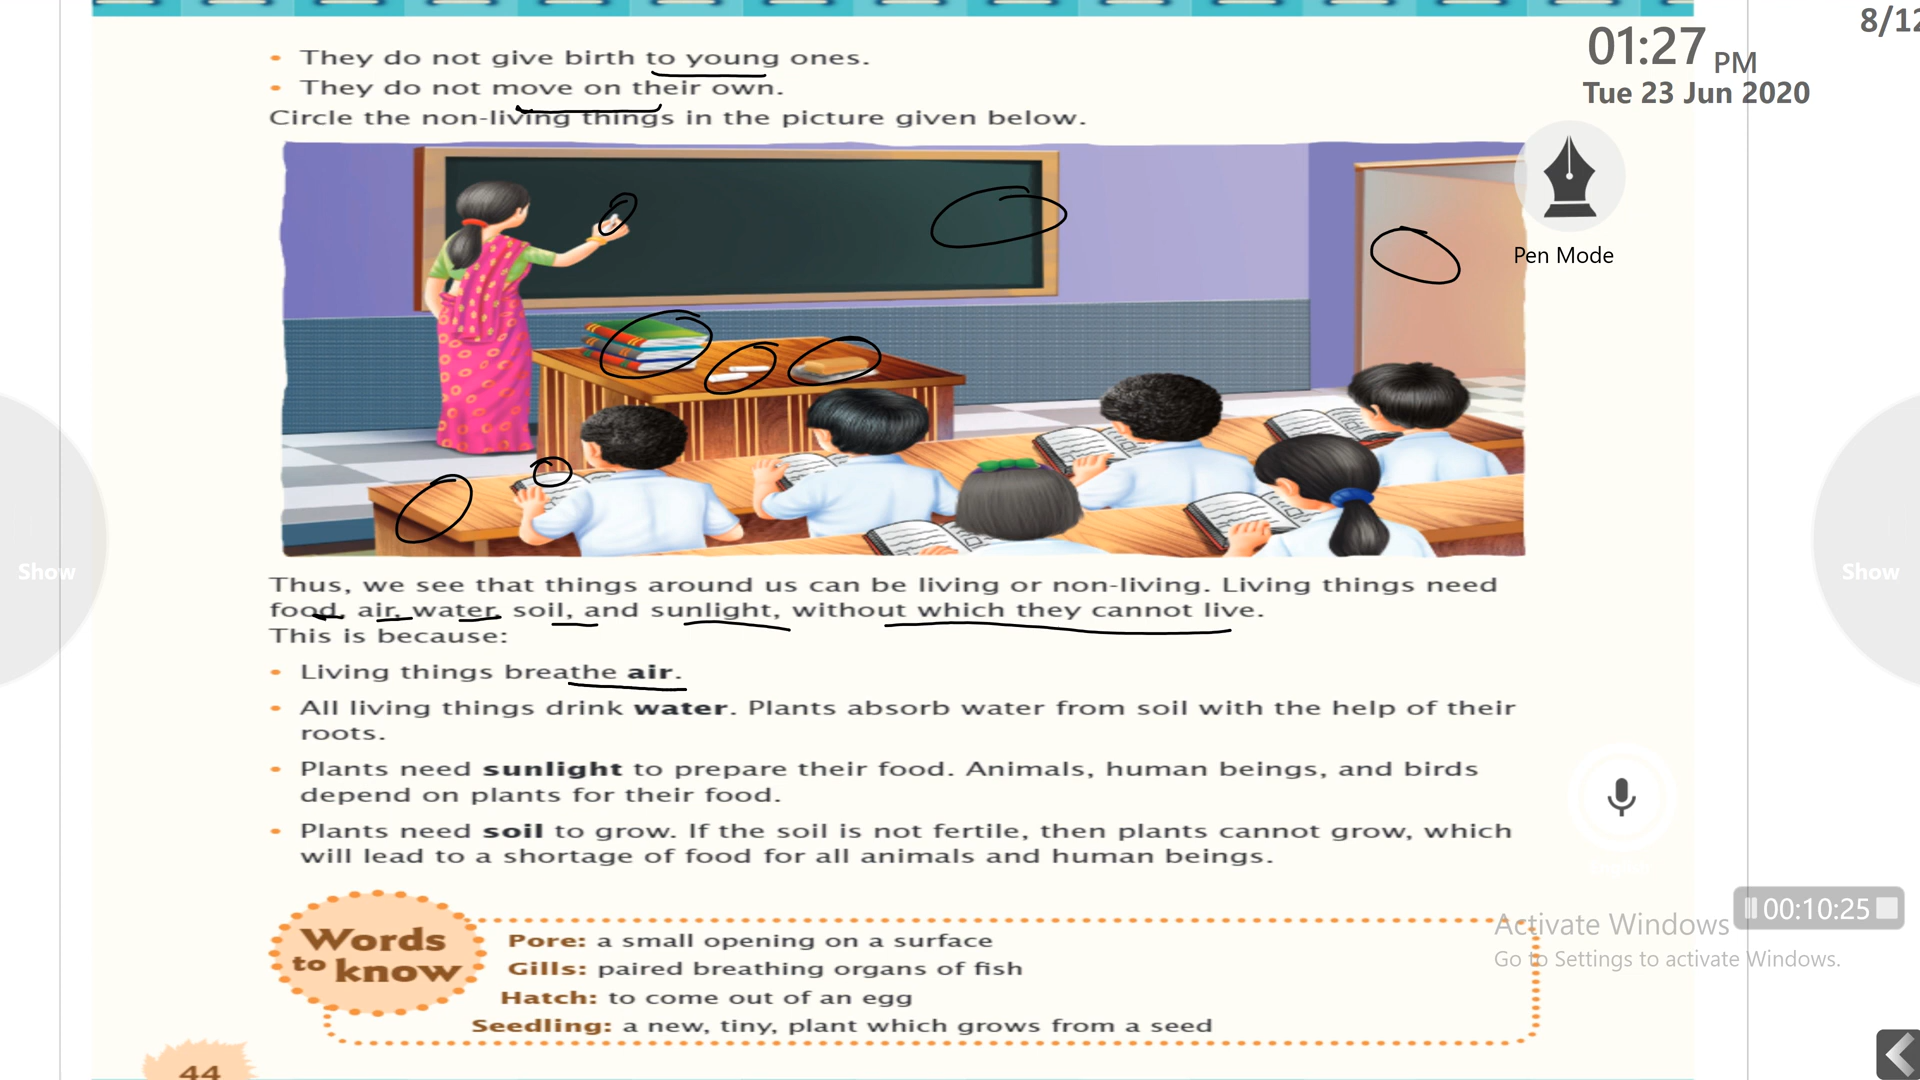 8/12
01:27 PM
Tue 23 Jun 2020
Pen Mode
• They do not give birth to young ones.
• They do not move on their own.
Circle the non-living things in the picture given below.
Thus, we see that things around us can be living or non-living. Living things need
food, air, water, soil, and sunlight, without which they cannot live.
This is because:
• Living things breathe air.
• All living things drink water. Plants absorb water from soil with the help of their
roots.
• Plants need sunlight to prepare their food. Animals, human beings, and birds
depend on plants for their food.
• Plants need soil to grow. If the soil is not fertile, then plants cannot grow, which
will lead to a shortage of food for all animals and human beings.
Words
to know
Pore: a small opening on a surface
Gills: paired breathing organs of fish
Hatch: to come out of an egg
Seedling: a new, tiny, plant which grows from a seed
44
Show
Show
00:10:25
Activate Windows
Go to Settings to activate Windows.